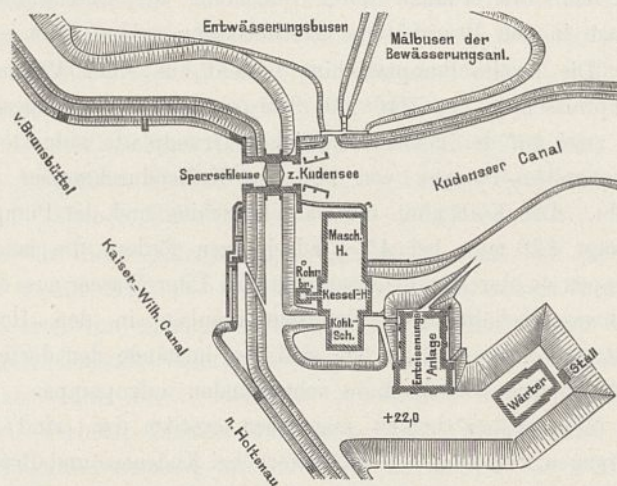 Entwässerungsbusen
Mälbusen der
Bewässerungsanl.
v. Brunsbüttel
Sperrschleuse
z. Kudensee
Kudenseer Canal
Kaiser-Wilh. Canal
Masch.
H.
Rohr
br.
Kessel-H.
Kohl.
Sch.
Enteisenungs
Anlage
Wärter
Stall
+22,0
n. Holtenau